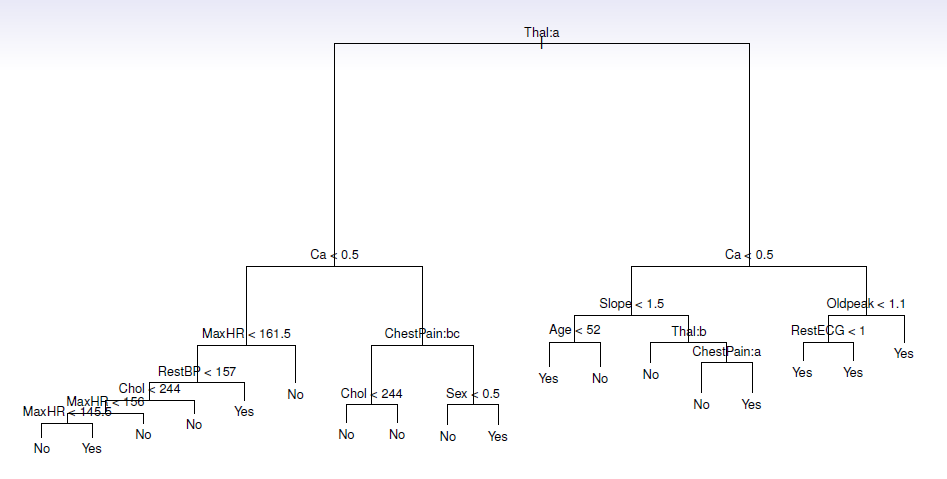 Thal:a
Ca < 0.5
Ca < 0.5
Slope < 1.5
Oldpeak < 1.1
MaxHR < 161.5
ChestPain:bc
Age < 52
Thal:b
RestECG < 1
ChestPain:a
Yes
RestBP < 157
Yes
No
No
Yes
Yes
Chol < 244
No
Chol < 244
Sex < 0.5
MaxHR < 156
Yes
No
Yes
MaxHR < 145.5
No
No
No
No
No
Yes
No
Yes